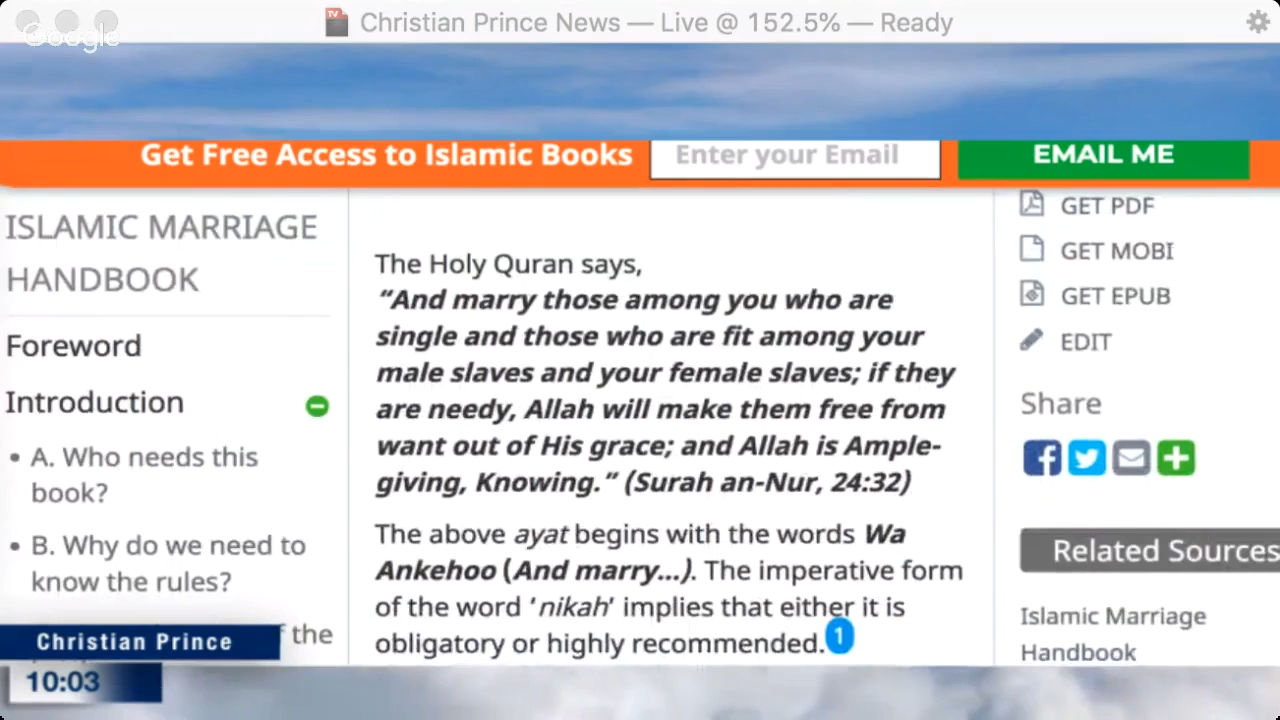 Christian Prince News — Live @ 152.5% — Ready
Google
Get Free Access to Islamic Books
Enter your Email
EMAIL ME
ISLAMIC MARRIAGE
HANDBOOK
Foreword
Introduction
• A. Who needs this
book?
• B. Why do we need to
know the rules?
the
The Holy Quran says,
“And marry those among you who are
single and those who are fit among your
male slaves and your female slaves; if they
are needy, Allah will make them free from
want out of His grace; and Allah is Ample-
giving, Knowing.” (Surah an-Nur, 24:32)
The above ayat begins with the words Wa
Ankehoo (And marry...). The imperative form
of the word ‘nikah’ implies that either it is
obligatory or highly recommended.1
GET PDF
GET MOBI
GET EPUB
EDIT
Share
Related Sources
Islamic Marriage
Handbook
Christian Prince
10:03